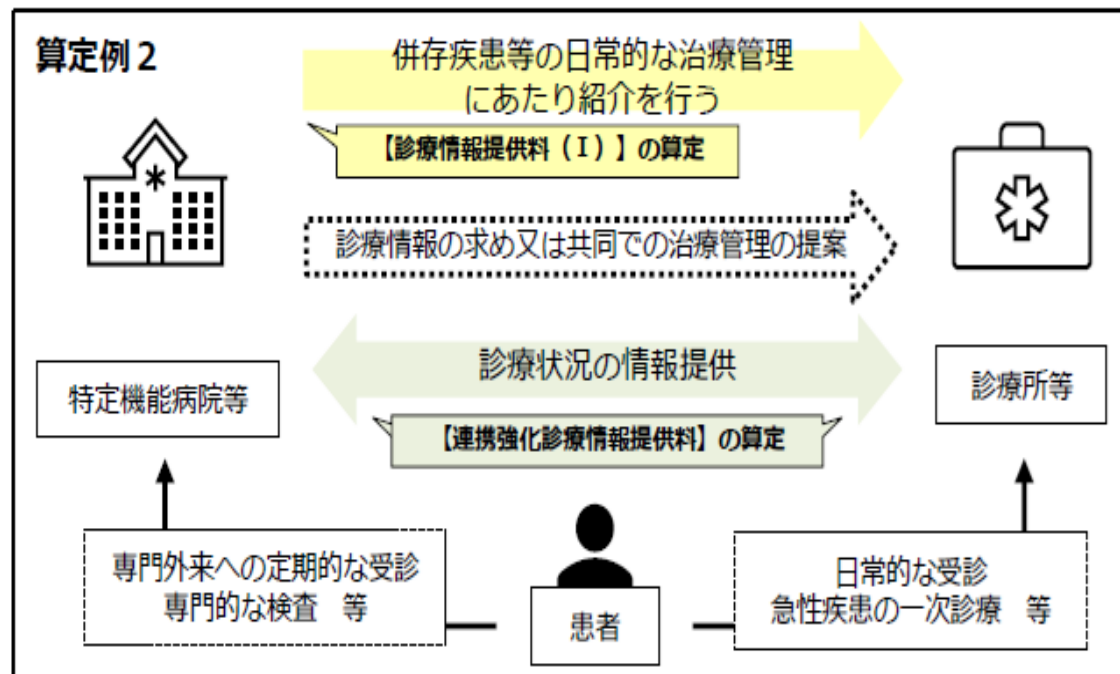 算定例２
併存疾患等の日常的な治療管理
にあたり紹介を行う
【診療情報提供料（Ⅰ）】の算定
診療情報の求め又は共同での治療管理の提案
特定機能病院等
診療状況の情報提供
診療所等
【連携強化診療情報提供料】の算定
専門外来への定期的な受診
専門的な検査　等
患者
日常的な受診
急性疾患の一次診療　等